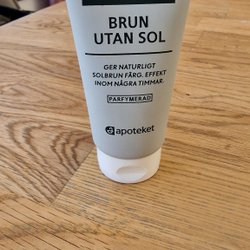 BRUN
UTAN SOL
GER NATURLIGT
SOLBRUN FÄRG. EFFEKT
INOM NÅGRA TIMMAR.
PARFYMERAD
apoteket